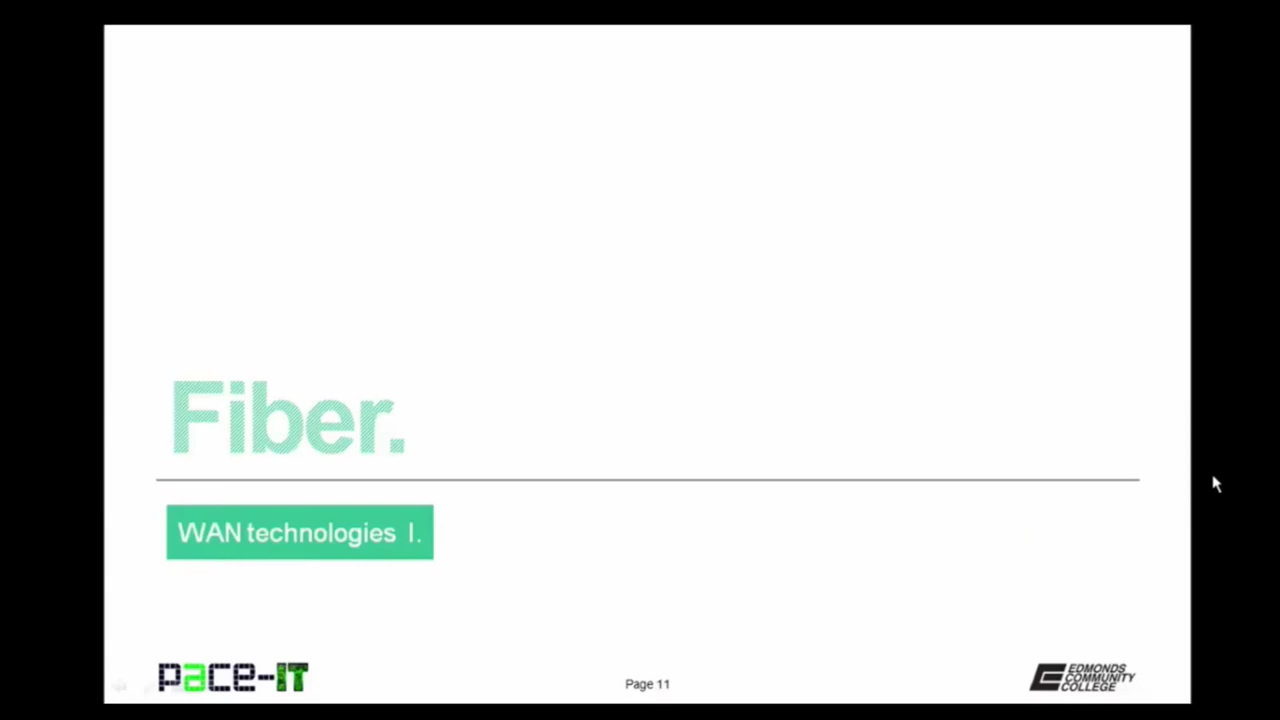 Fiber.
WAN technologies I.
pace-IT
Page 11
EDMONDS
COMMUNITY
COLLEGE